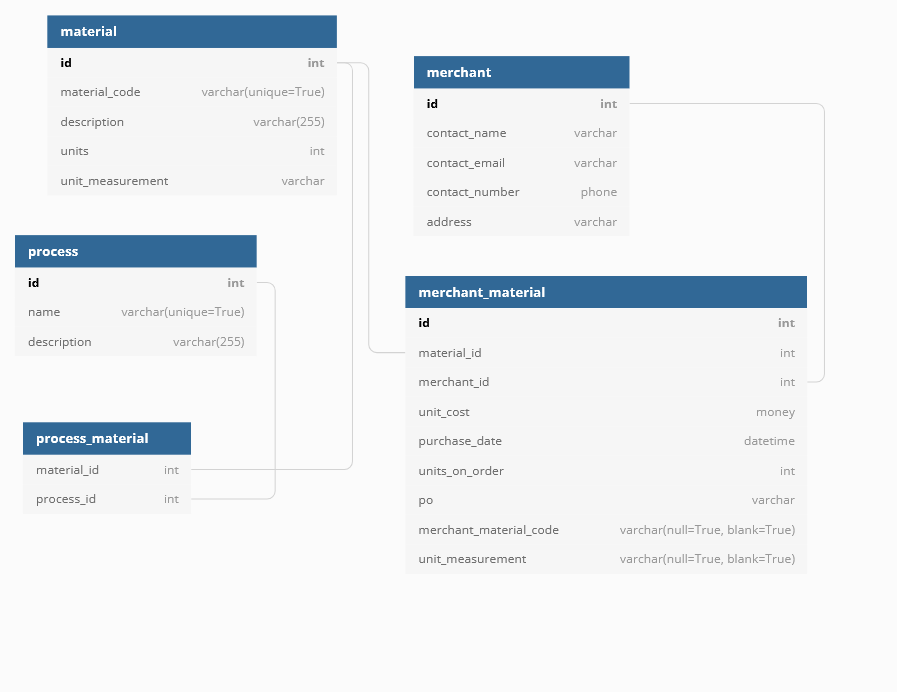 material
id int
material_code varchar(unique=True)
description varchar(255)
units int
unit_measurement varchar
merchant
id int
contact_name varchar
contact_email varchar
contact_number phone
address varchar
process
id int
name varchar(unique=True)
description varchar(255)
merchant_material
id int
material_id int
merchant_id int
unit_cost money
purchase_date datetime
units_on_order int
po varchar
merchant_material_code varchar(null=True, blank=True)
unit_measurement varchar(null=True, blank=True)
process_material
material_id int
process_id int